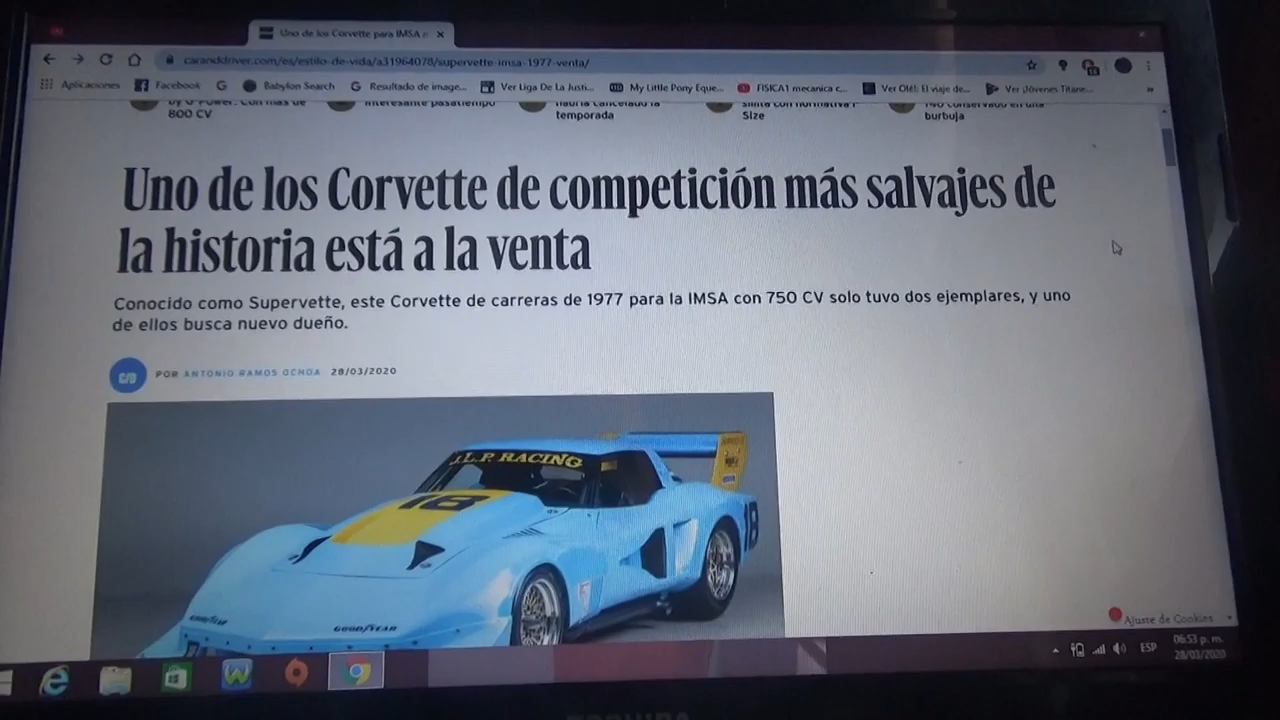 Uno de los Corvette para IMSA
caranddriver.com/es/estilo-de-vida/a31964078/supervette-imsa-1977-venta/
Aplicaciones Facebook G Babylon Search G Resultado de image... Ver Liga De La Justi... My Little Pony Eque... FISICA1 mecanica c... Ver Olé!: El viaje de... Ver ¡Jóvenes Titane... »
800 CV
temporada
Size
burbuja
Uno de los Corvette de competición más salvajes de
la historia está a la venta
Conocido como Supervette, este Corvette de carreras de 1977 para la IMSA con 750 CV solo tuvo dos ejemplares, y uno
de ellos busca nuevo dueño.
C/D POR ANTONIO RAMOS OCHOA 28/03/2020
J.L.P. RACING
18
18
GOODYEAR
GOODYEAR
Ajuste de Cookies
ESP
06:53 p. m.
28/03/2020
TOSHIBA